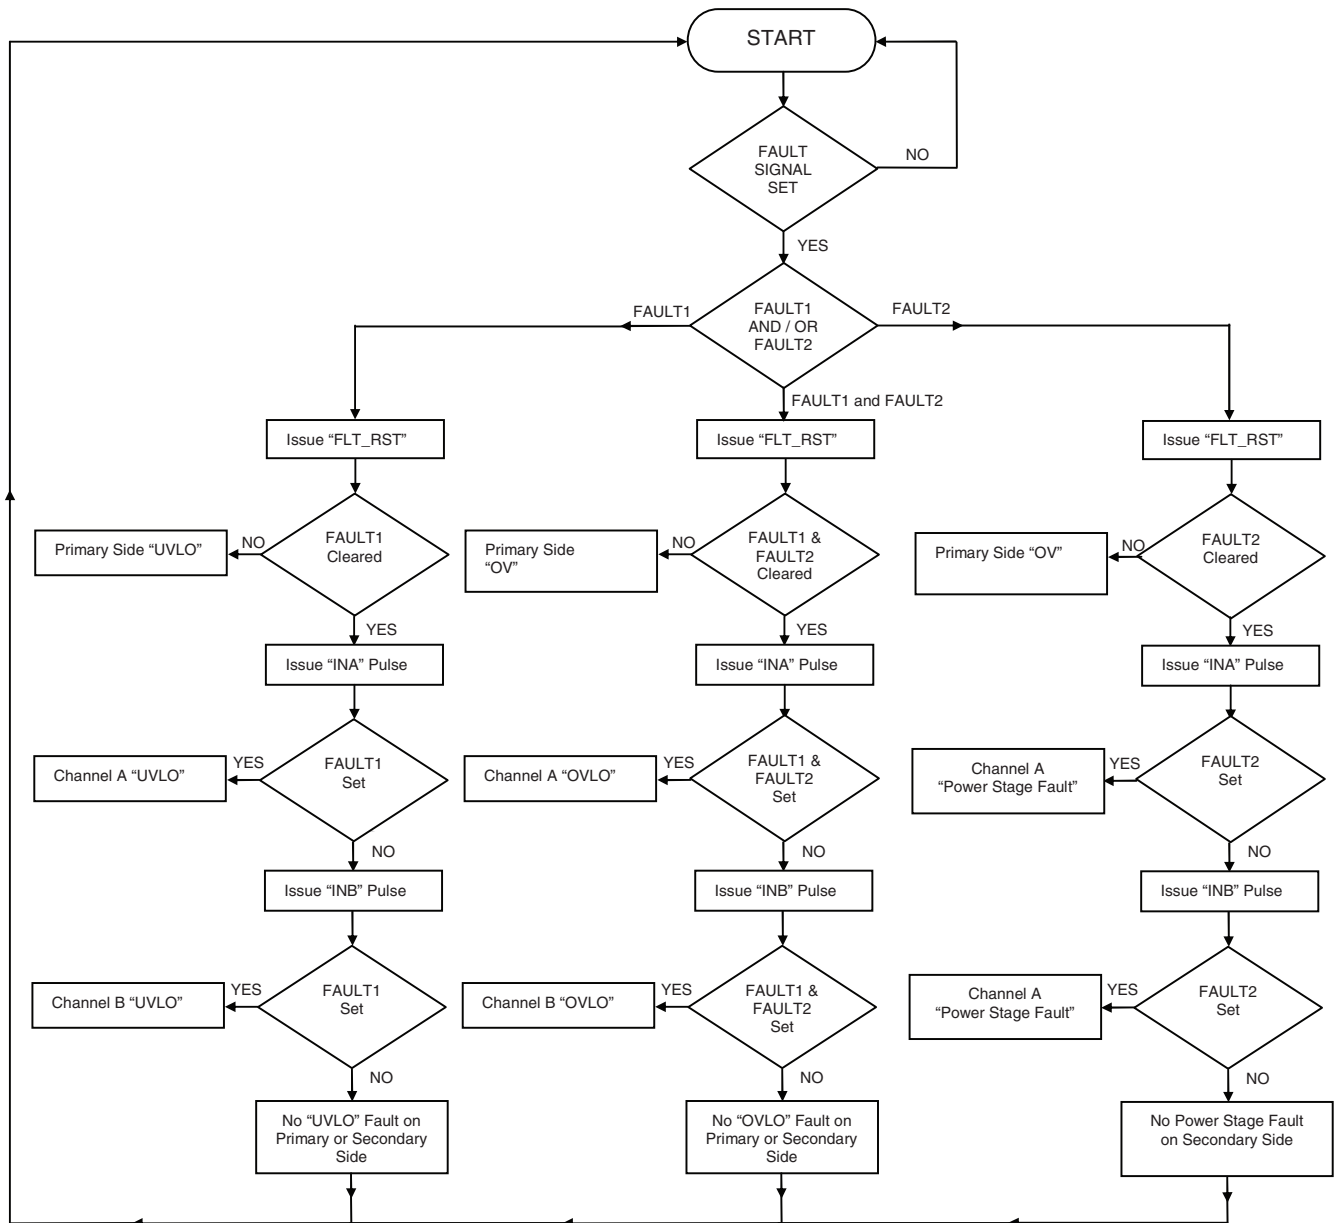 START
FAULT
SIGNAL
SET
NO
YES
FAULT1
FAULT1
AND / OR
FAULT2
FAULT2
FAULT1 and FAULT2
Issue “FLT_RST”
Issue “FLT_RST”
Issue “FLT_RST”
Primary Side “UVLO”
NO
FAULT1
Cleared
Primary Side
“OV”
NO
FAULT1 &
FAULT2
Cleared
Primary Side “OV”
NO
FAULT2
Cleared
YES
YES
YES
Issue “INA” Pulse
Issue “INA” Pulse
Issue “INA” Pulse
Channel A “UVLO”
YES
FAULT1
Set
Channel A “OVLO”
YES
FAULT1 &
FAULT2
Set
Channel A
“Power Stage Fault”
YES
FAULT2
Set
NO
NO
NO
Issue “INB” Pulse
Issue “INB” Pulse
Issue “INB” Pulse
Channel B “UVLO”
YES
FAULT1
Set
Channel B “OVLO”
YES
FAULT1 &
FAULT2
Set
Channel A
“Power Stage Fault”
YES
FAULT2
Set
NO
NO
NO
No “UVLO” Fault on
Primary or Secondary
Side
No “OVLO” Fault on
Primary or Secondary
Side
No Power Stage Fault
on Secondary Side